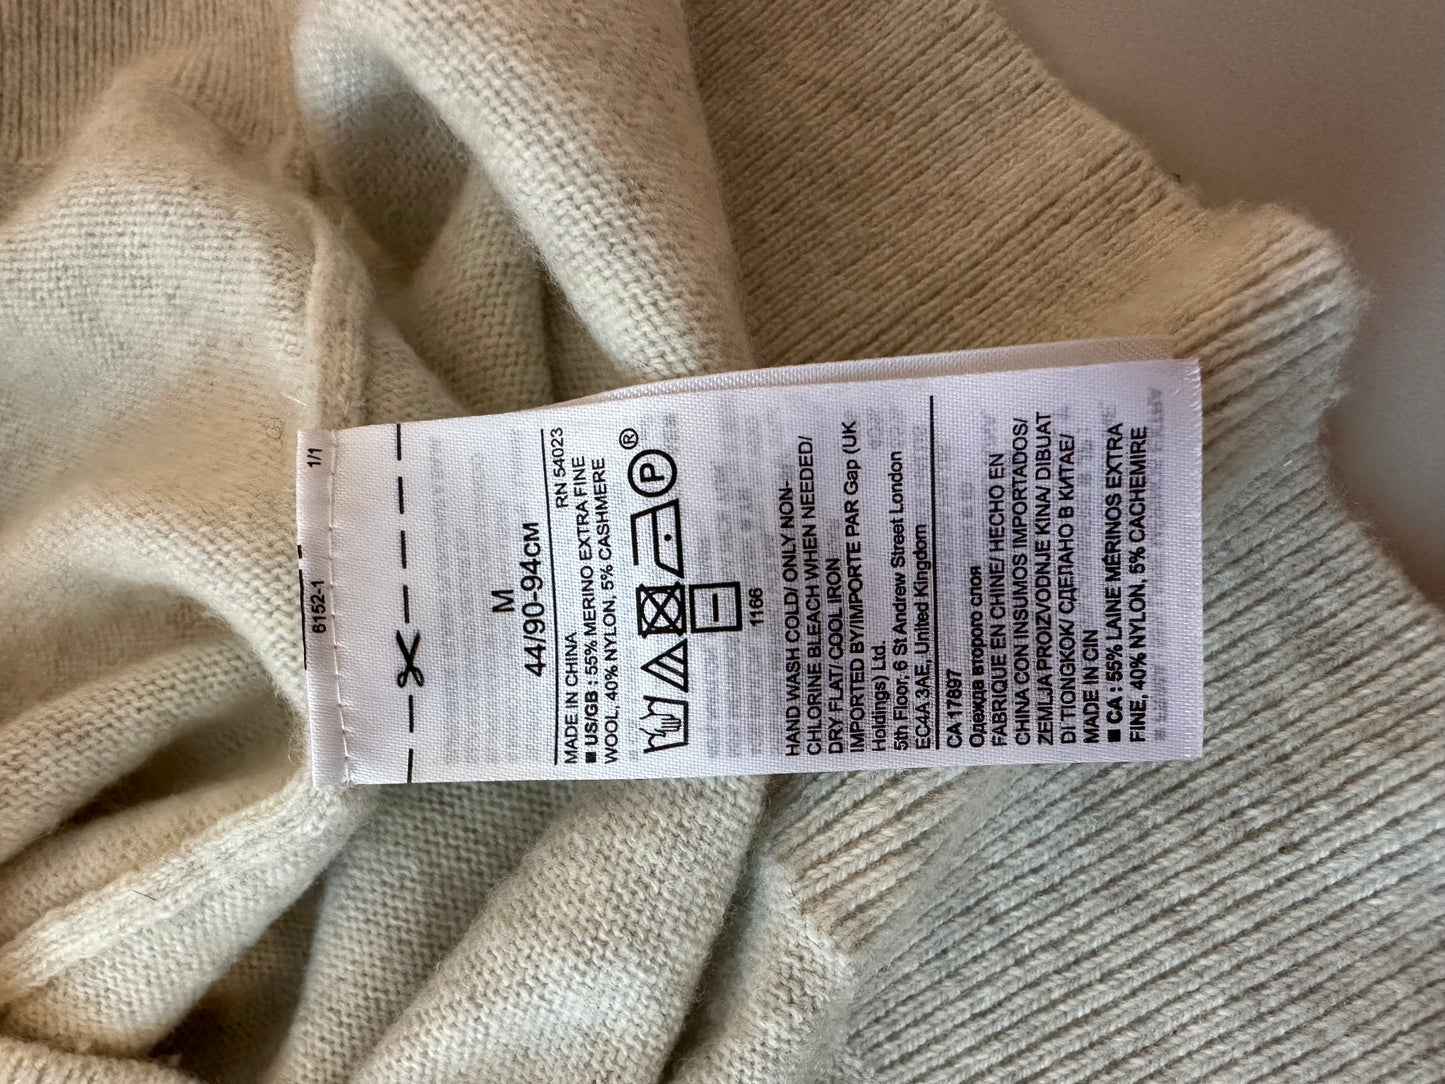 1/1
6152-1
M
44/90-94CM
RN 54023
MADE IN CHINA
■ US/GB : 55% MERINO EXTRA FINE
WOOL, 40% NYLON, 5% CASHMERE
P ®
1166
HAND WASH COLD/ ONLY NON-
CHLORINE BLEACH WHEN NEEDED/
DRY FLAT/ COOL IRON
IMPORTED BY/IMPORTE PAR Gap (UK
Holdings) Ltd.
5th Floor, 6 St Andrew Street London
EC4A 3AE, United Kingdom
CA 17897
Одежда второго слоя
FABRIQUE EN CHINE/ HECHO EN
CHINA CON INSUMOS IMPORTADOS/
ZEMLJA PROIZVODNJE KINA/ DIBUAT
DI TIONGKOK/ СДЕЛАНО В КИТАЕ/
MADE IN CIN
■ CA : 55% LAINE MÉRINOS EXTRA
FINE, 40% NYLON, 5% CACHEMIRE